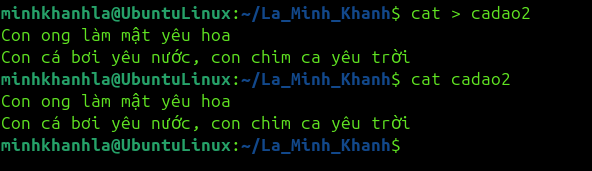 minhkhanhla@UbuntuLinux:~/La_Minh_Khanh$ cat > cadao2
Con ong làm mật yêu hoa
Con cá bơi yêu nước, con chim ca yêu trời
minhkhanhla@UbuntuLinux:~/La_Minh_Khanh$ cat cadao2
Con ong làm mật yêu hoa
Con cá bơi yêu nước, con chim ca yêu trời
minhkhanhla@UbuntuLinux:~/La_Minh_Khanh$